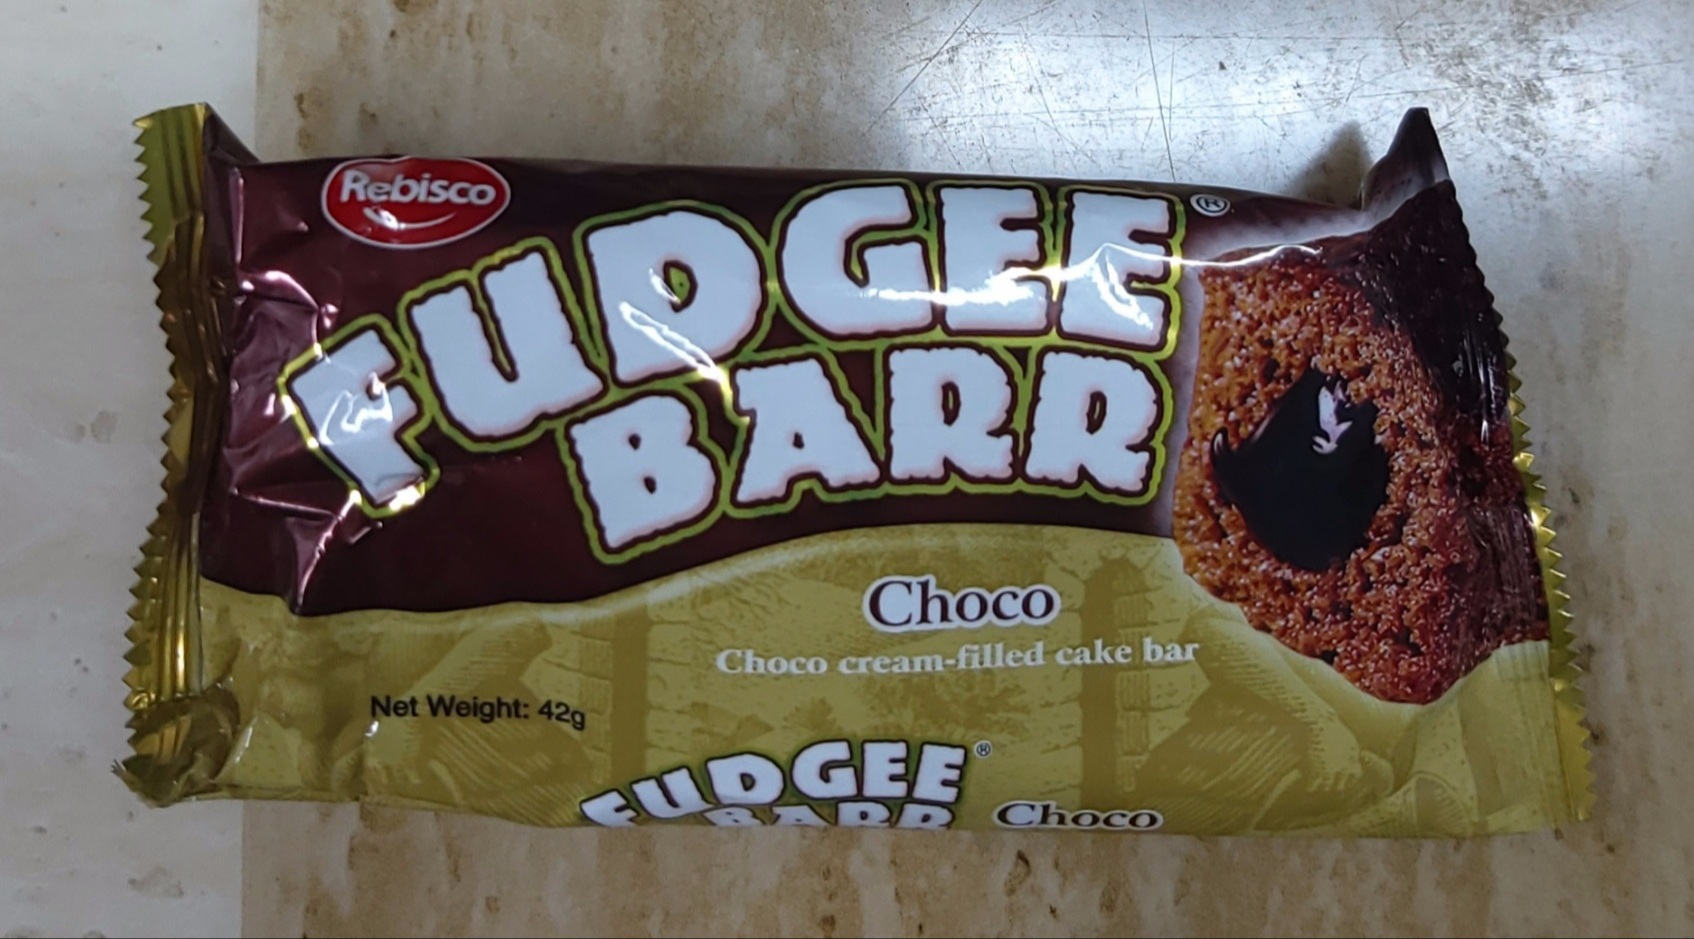 Rebisco
FUDGEE®
BARR
Choco
Choco cream-filled cake bar
Net Weight: 42g
FUDGEE®
BARR Choco